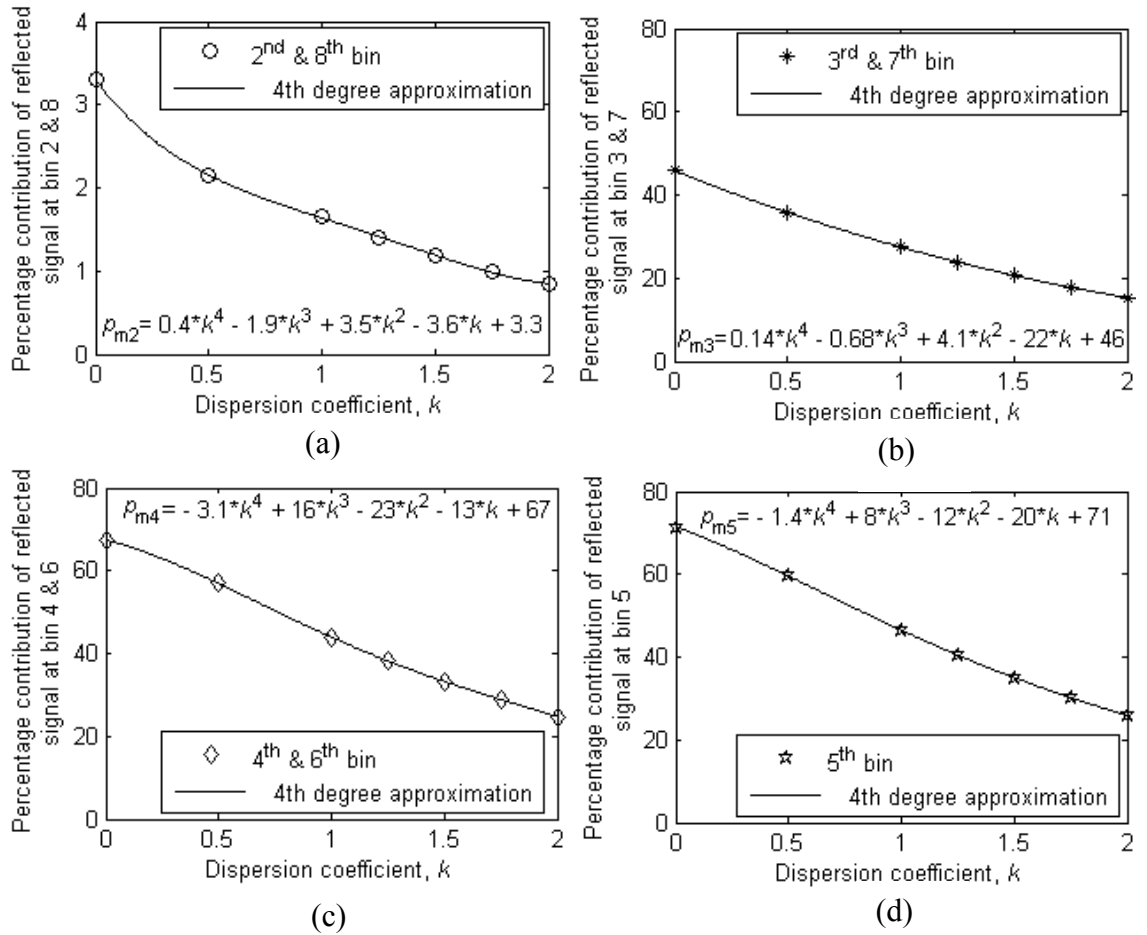 Percentage contribution of reflected
signal at bin 2 & 8
4
3
2
1
0
2nd & 8th bin
4th degree approximation
pm2= 0.4*k4 - 1.9*k3 + 3.5*k2 - 3.6*k + 3.3
0 0.5 1 1.5 2
Dispersion coefficient, k
(a)
Percentage contribution of reflected
signal at bin 3 & 7
80
60
40
20
0
3rd & 7th bin
4th degree approximation
pm3= 0.14*k4 - 0.68*k3 + 4.1*k2 - 22*k + 46
0 0.5 1 1.5 2
Dispersion coefficient, k
(b)
Percentage contribution of reflected
signal at bin 4 & 6
80
60
40
20
0
pm4= - 3.1*k4 + 16*k3 - 23*k2 - 13*k + 67
4th & 6th bin
4th degree approximation
0 0.5 1 1.5 2
Dispersion coefficient, k
(c)
Percentage contribution of reflected
signal at bin 5
80
60
40
20
0
pm5= - 1.4*k4 + 8*k3 - 12*k2 - 20*k + 71
5th bin
4th degree approximation
0 0.5 1 1.5 2
Dispersion coefficient, k
(d)